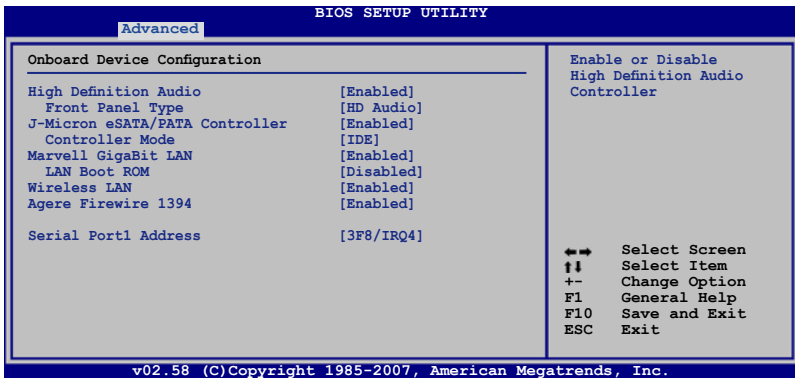 BIOS SETUP UTILITY
Advanced
Onboard Device Configuration
High Definition Audio [Enabled]
Front Panel Type [HD Audio]
J-Micron eSATA/PATA Controller [Enabled]
Controller Mode [IDE]
Marvell GigaBit LAN [Enabled]
LAN Boot ROM [Disabled]
Wireless LAN [Enabled]
Agere Firewire 1394 [Enabled]
Serial Port1 Address [3F8/IRQ4]
Enable or Disable
High Definition Audio
Controller
←→ Select Screen
↑↓ Select Item
+- Change Option
F1 General Help
F10 Save and Exit
ESC Exit
v02.58 (C)Copyright 1985-2007, American Megatrends, Inc.